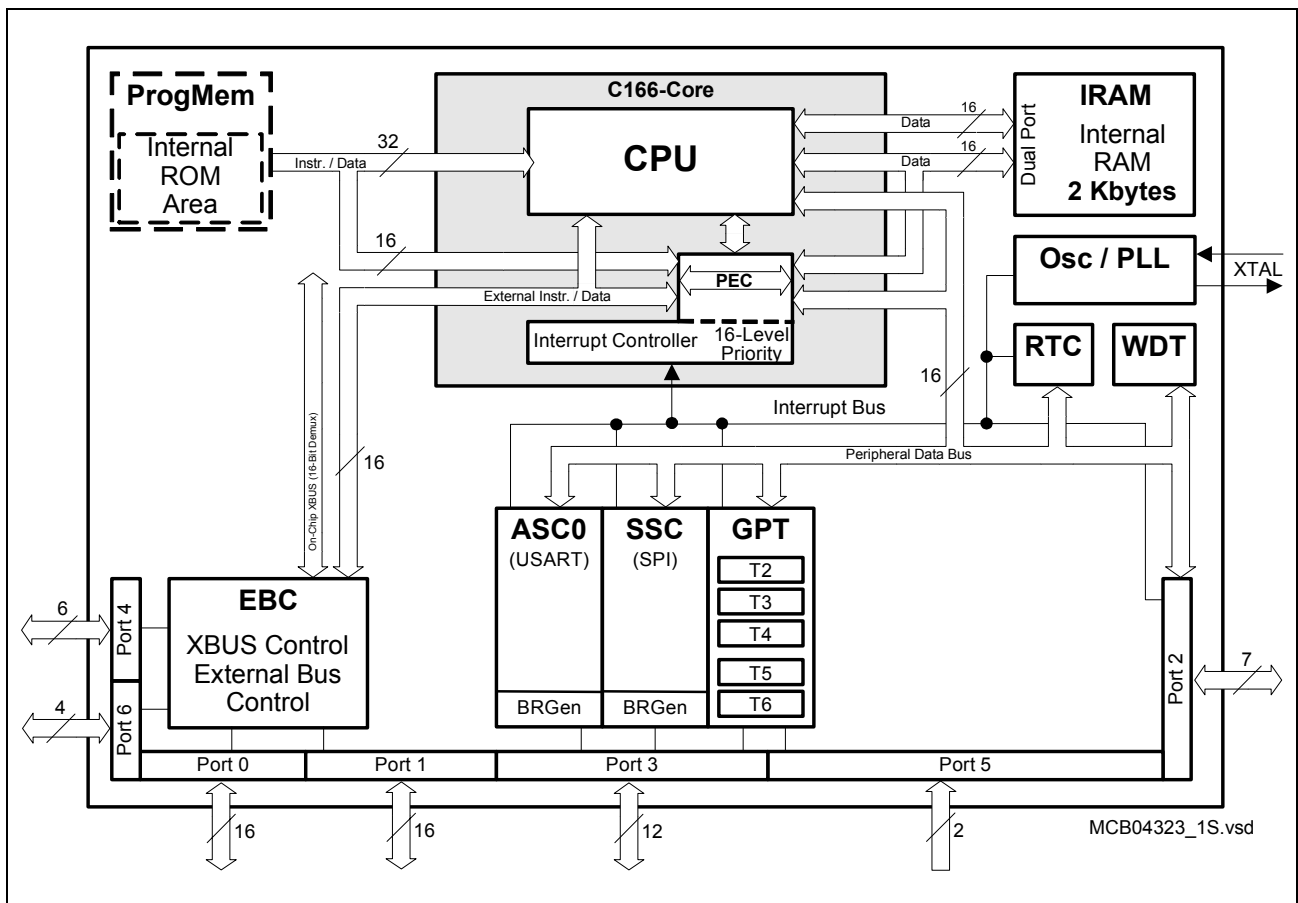 C166-Core
ProgMem
Internal
ROM
Area
32
Instr. / Data
CPU
16
Data
16
Data
Dual Port
IRAM
Internal
RAM
2 Kbytes
16
PEC
External Instr. / Data
Interrupt Controller
16-Level
Priority
Osc / PLL
XTAL
RTC
WDT
16
Interrupt Bus
Peripheral Data Bus
On-Chip XBUS (16-Bit Demux)
16
ASC0
(USART)
BRGen
SSC
(SPI)
BRGen
GPT
T2
T3
T4
T5
T6
EBC
XBUS Control
External Bus
Control
6
Port 4
4
Port 6
Port 2
7
Port 0
Port 1
Port 3
Port 5
16
16
12
2
MCB04323_1S.vsd